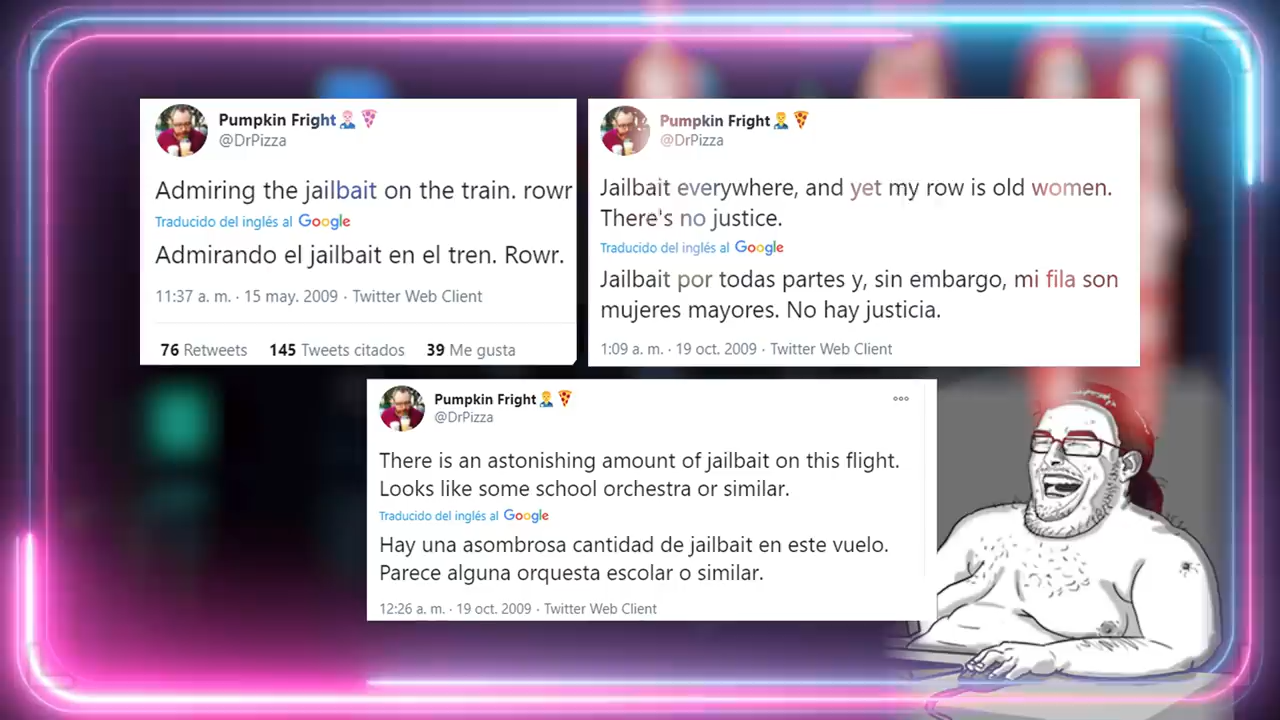 Pumpkin Fright
@DrPizza
Admiring the jailbait on the train. rowr
Traducido del inglés al Google
Admirando el jailbait en el tren. Rowr.
11:37 a. m. · 15 may. 2009 · Twitter Web Client
76 Retweets 145 Tweets citados 39 Me gusta
Pumpkin Fright
@DrPizza
Jailbait everywhere, and yet my row is old women.
There's no justice.
Traducido del inglés al Google
Jailbait por todas partes y, sin embargo, mi fila son
mujeres mayores. No hay justicia.
1:09 a. m. · 19 oct. 2009 · Twitter Web Client
Pumpkin Fright
@DrPizza
There is an astonishing amount of jailbait on this flight.
Looks like some school orchestra or similar.
Traducido del inglés al Google
Hay una asombrosa cantidad de jailbait en este vuelo.
Parece alguna orquesta escolar o similar.
12:26 a. m. · 19 oct. 2009 · Twitter Web Client